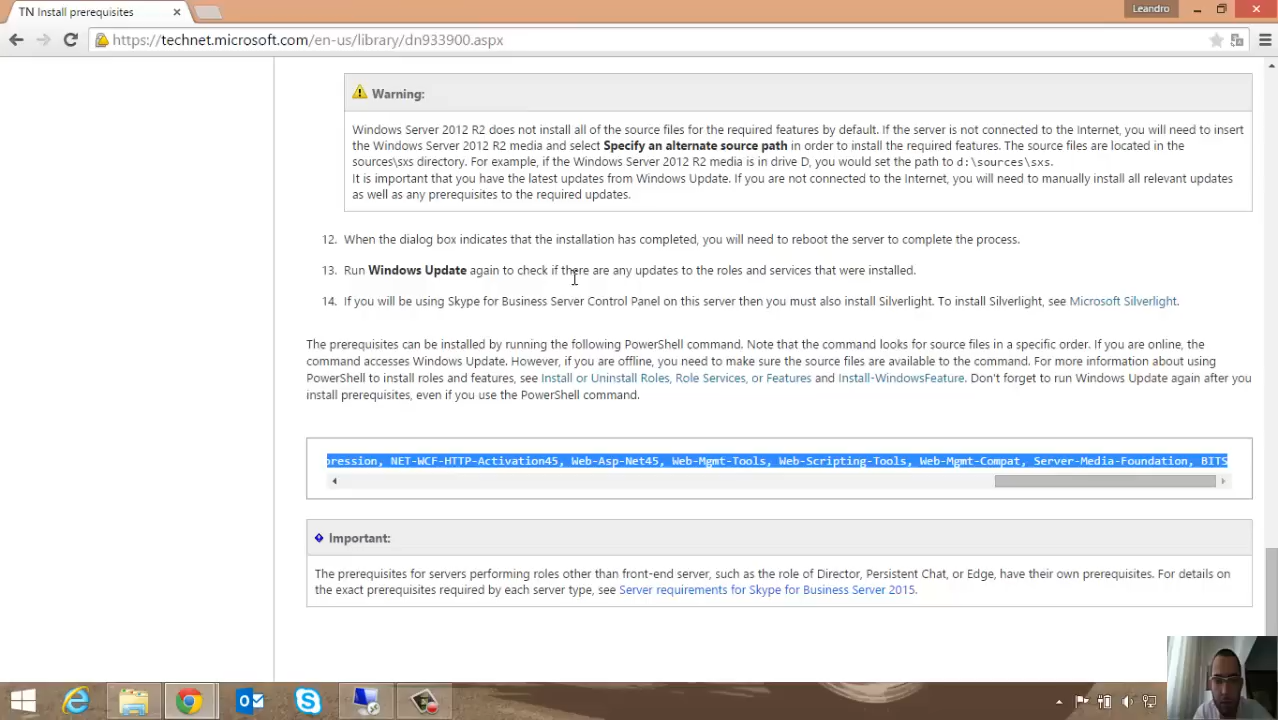 TN Install prerequisites
Leandro
https://technet.microsoft.com/en-us/library/dn933900.aspx
Warning:
Windows Server 2012 R2 does not install all of the source files for the required features by default. If the server is not connected to the Internet, you will need to insert
the Windows Server 2012 R2 media and select Specify an alternate source path in order to install the required features. The source files are located in the
sources\sxs directory. For example, if the Windows Server 2012 R2 media is in drive D, you would set the path to d:\sources\sxs.
It is important that you have the latest updates from Windows Update. If you are not connected to the Internet, you will need to manually install all relevant updates
as well as any prerequisites to the required updates.
12. When the dialog box indicates that the installation has completed, you will need to reboot the server to complete the process.
13. Run Windows Update again to check if there are any updates to the roles and services that were installed.
14. If you will be using Skype for Business Server Control Panel on this server then you must also install Silverlight. To install Silverlight, see Microsoft Silverlight.
The prerequisites can be installed by running the following PowerShell command. Note that the command looks for source files in a specific order. If you are online, the
command accesses Windows Update. However, if you are offline, you need to make sure the source files are available to the command. For more information about using
PowerShell to install roles and features, see Install or Uninstall Roles, Role Services, or Features and Install-WindowsFeature. Don't forget to run Windows Update again after you
install prerequisites, even if you use the PowerShell command.
pression, NET-WCF-HTTP-Activation45, Web-Asp-Net45, Web-Mgmt-Tools, Web-Scripting-Tools, Web-Mgmt-Compat, Server-Media-Foundation, BITS
Important:
The prerequisites for servers performing roles other than front-end server, such as the role of Director, Persistent Chat, or Edge, have their own prerequisites. For details on
the exact prerequisites required by each server type, see Server requirements for Skype for Business Server 2015.